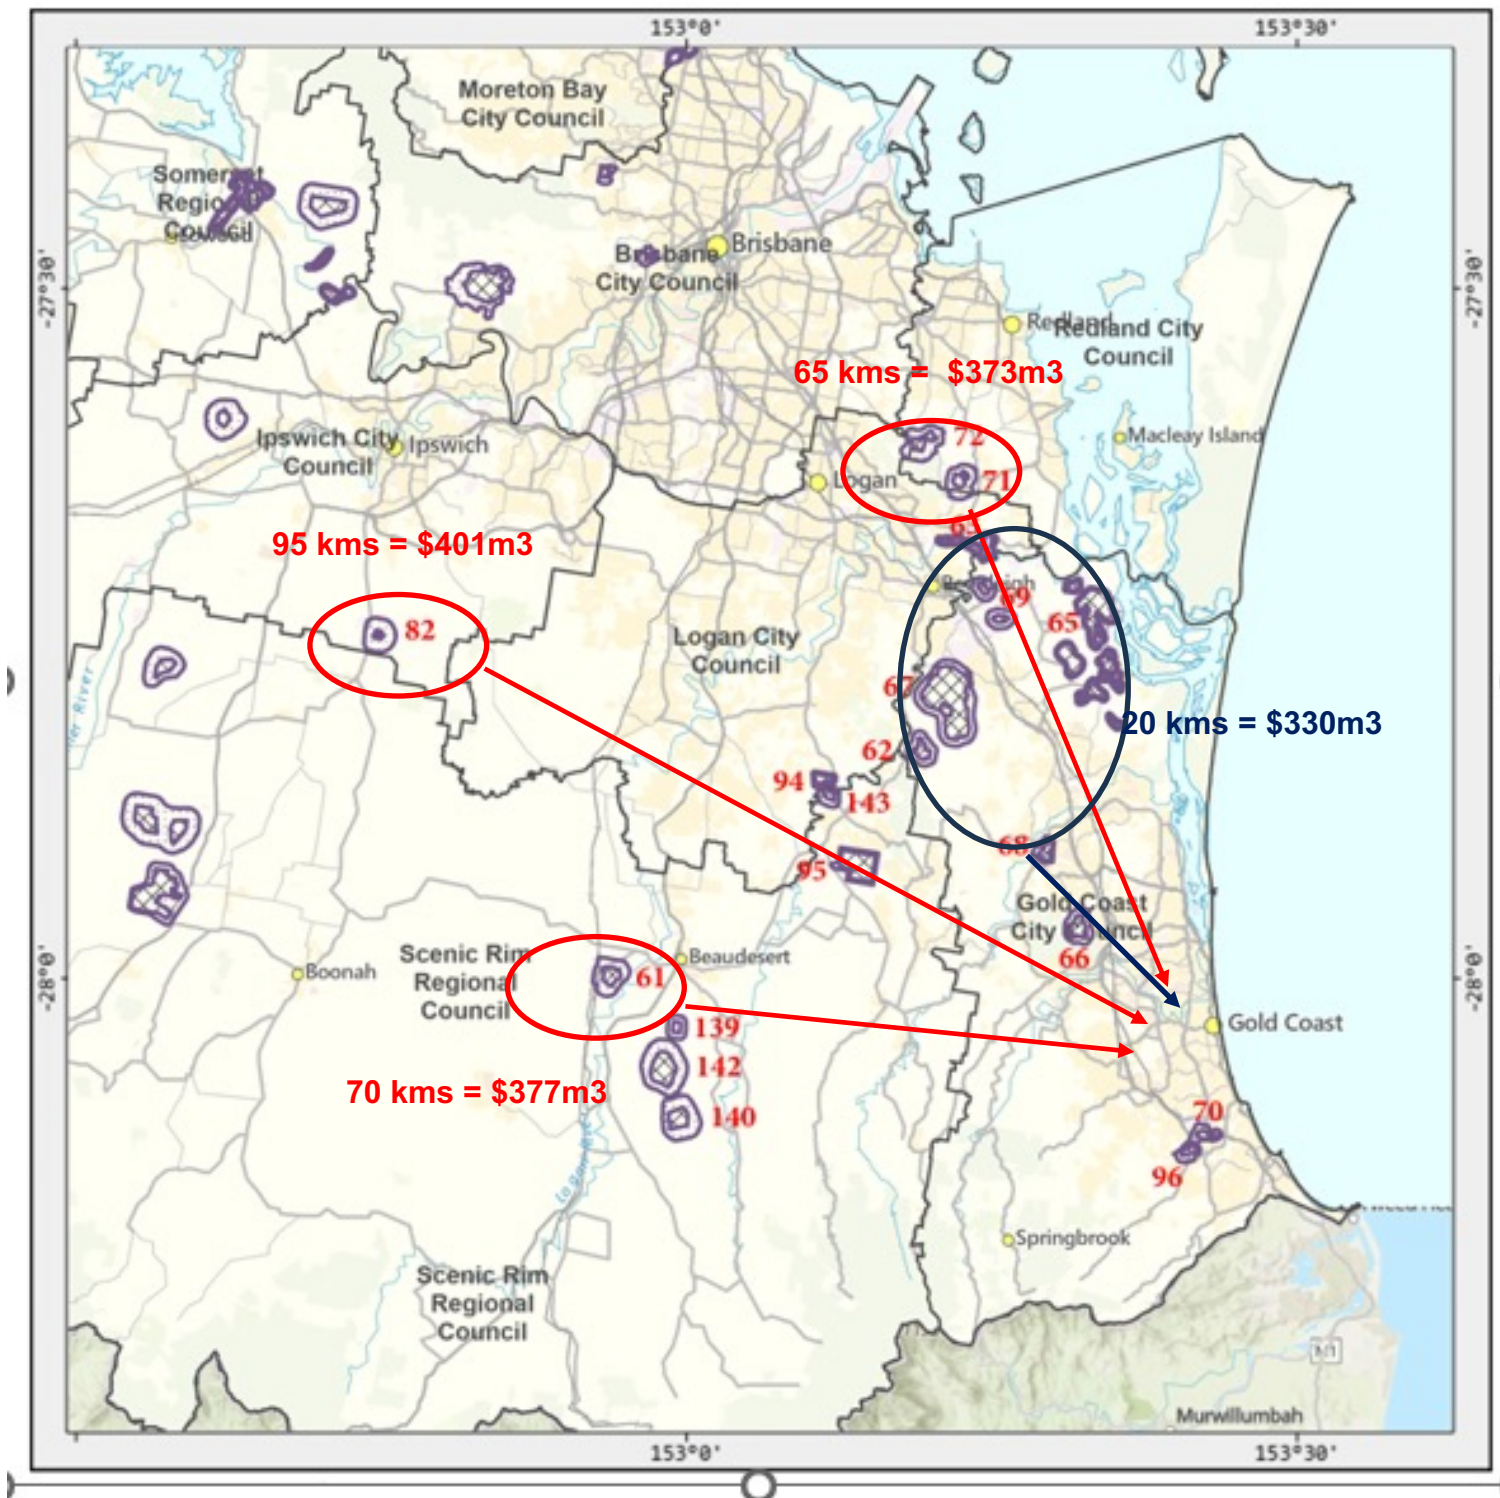 153°0'
153°30'
Moreton Bay
City Council
Somerset
Regional
Council
Brisbane
Brisbane
City Council
-27°30'
-27°30'
Redland
Redland City
Council
65 kms = $373m3
72
Macleay Island
Ipswich City
Council
Ipswich
Logan
71
95 kms = $401m3
63
69
82
65
Logan City
Council
67
20 kms = $330m3
62
94
143
68
95
Gold Coast
City Council
66
Scenic Rim
Regional
Council
Beaudesert
Boonah
61
-28°0'
-28°0'
139
Gold Coast
142
70 kms = $377m3
140
70
96
Springbrook
Scenic Rim
Regional
Council
M1
Murwillumbah
153°0'
153°30'